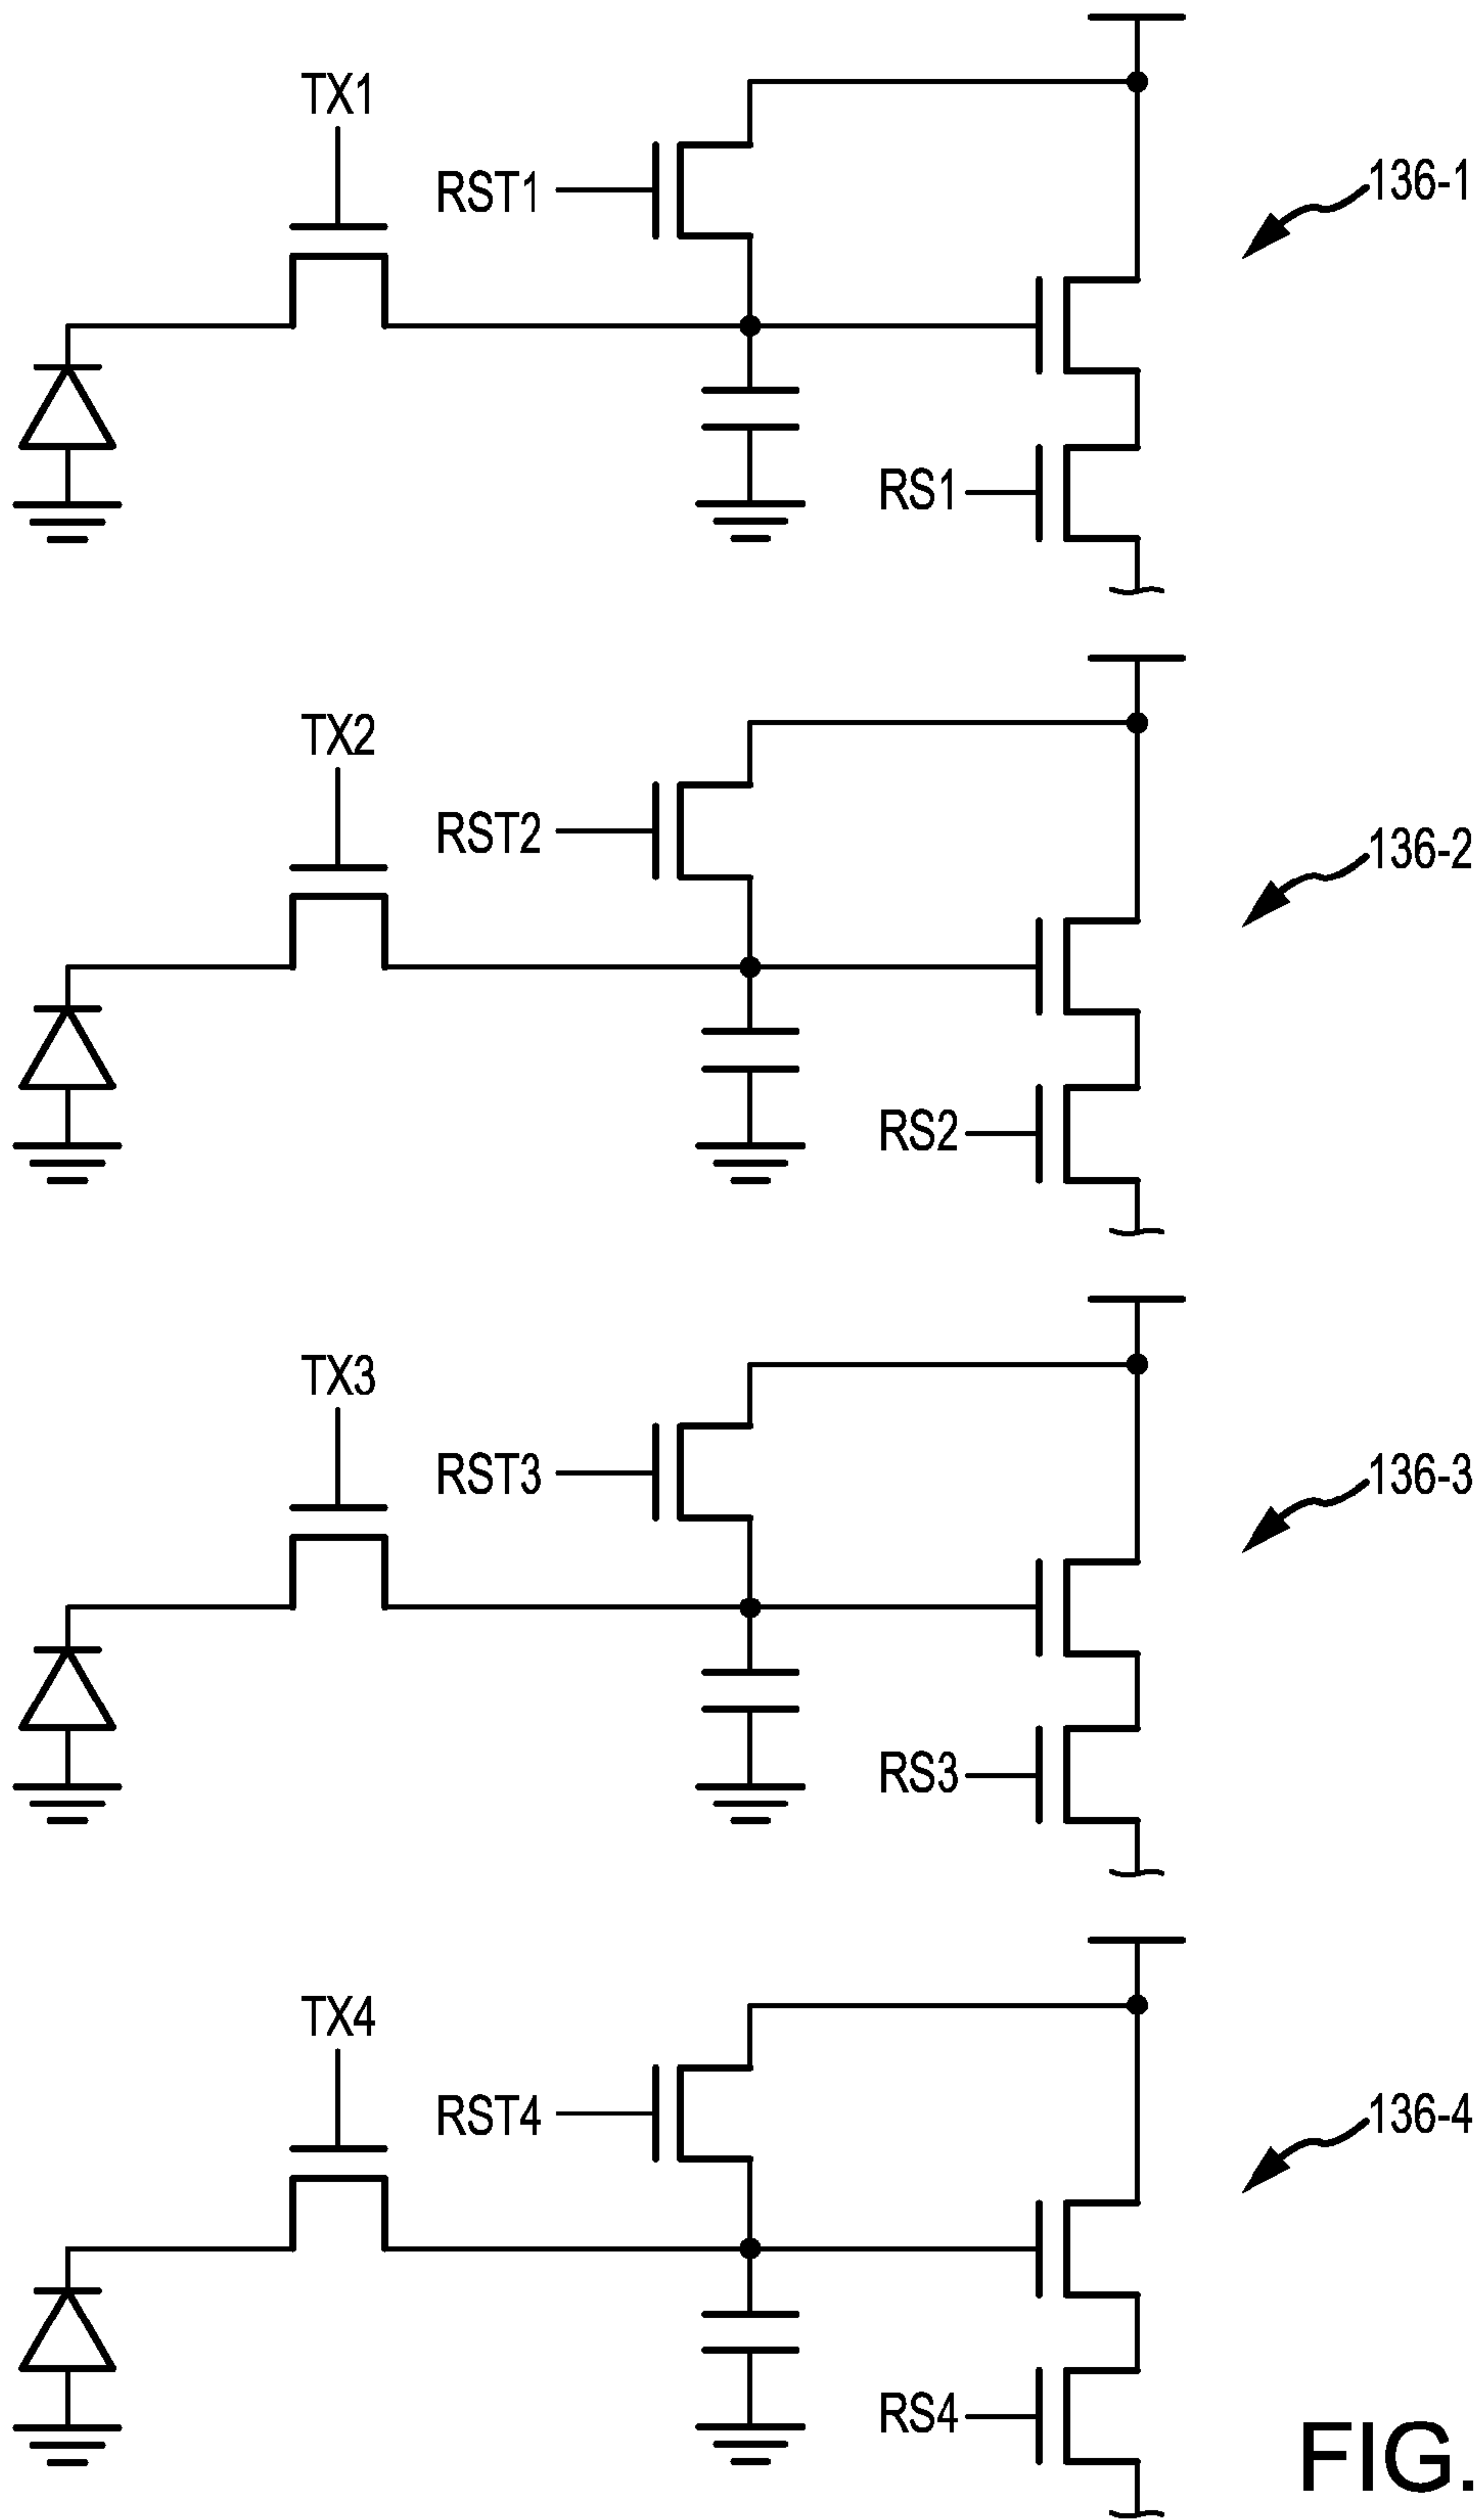 TX1
RST1
136-1
RS1
TX2
RST2
136-2
RS2
TX3
RST3
136-3
RS3
TX4
RST4
136-4
RS4
FIG.